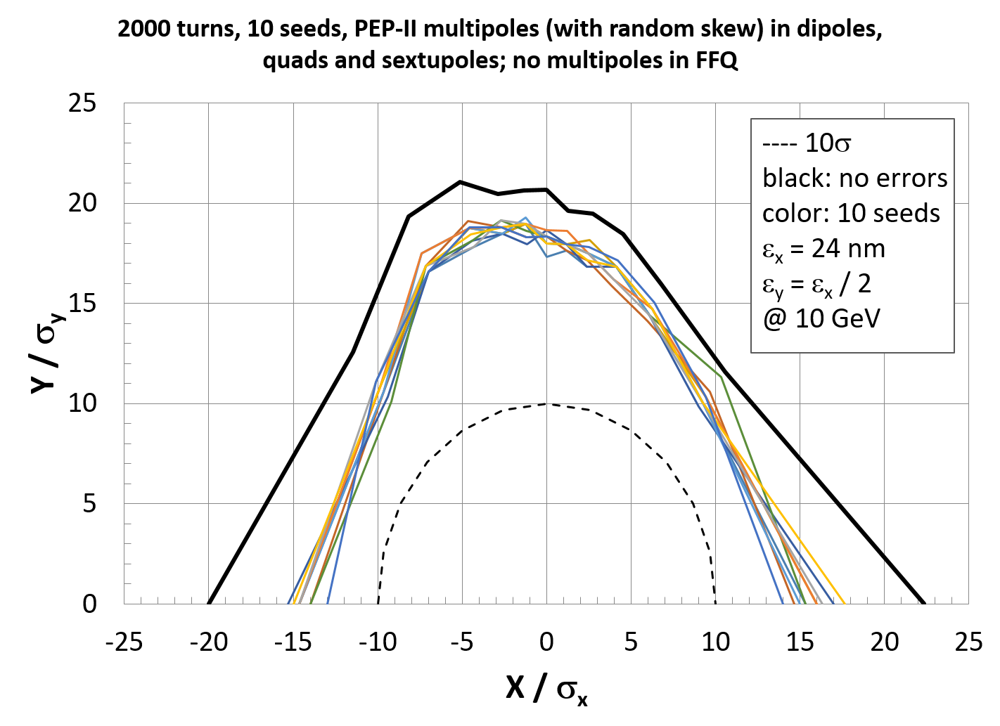 2000 turns, 10 seeds, PEP-II multipoles (with random skew) in dipoles,
quads and sextupoles; no multipoles in FFQ
25
20
15
10
5
0
Y / σy
---- 10σ
black: no errors
color: 10 seeds
εx = 24 nm
εy = εx / 2
@ 10 GeV
-25 -20 -15 -10 -5 0 5 10 15 20 25
X / σx